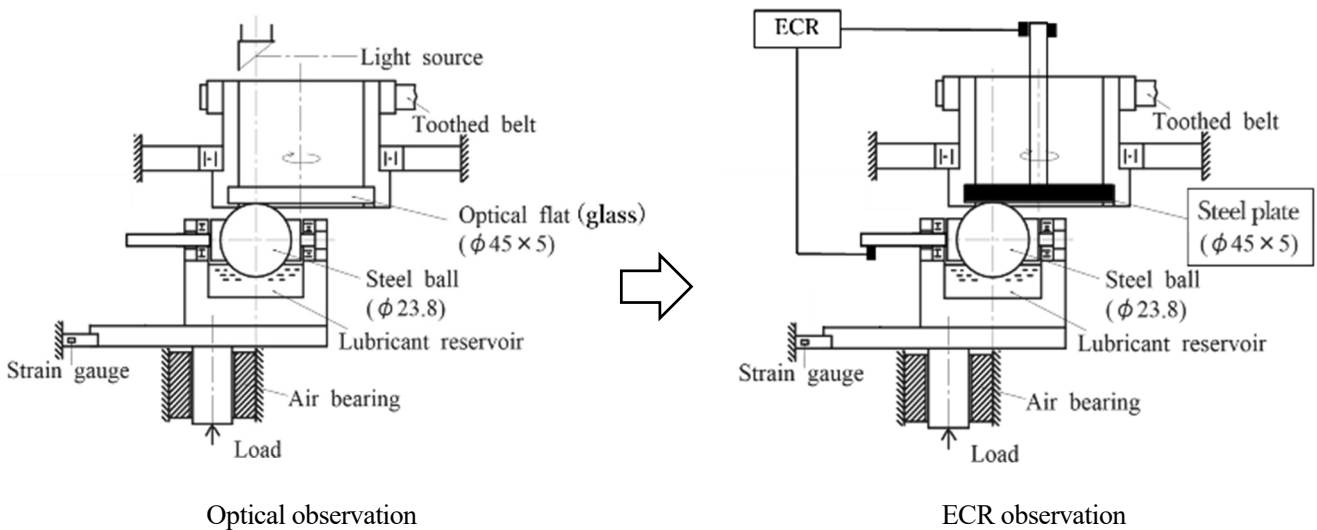 Light source
Toothed belt
Optical flat (glass)
(φ45×5)
Steel ball
(φ23.8)
Lubricant reservoir
Strain gauge
Air bearing
Load
Optical observation
ECR
Toothed belt
Steel plate
(φ45×5)
Steel ball
(φ23.8)
Lubricant reservoir
Strain gauge
Air bearing
Load
ECR observation